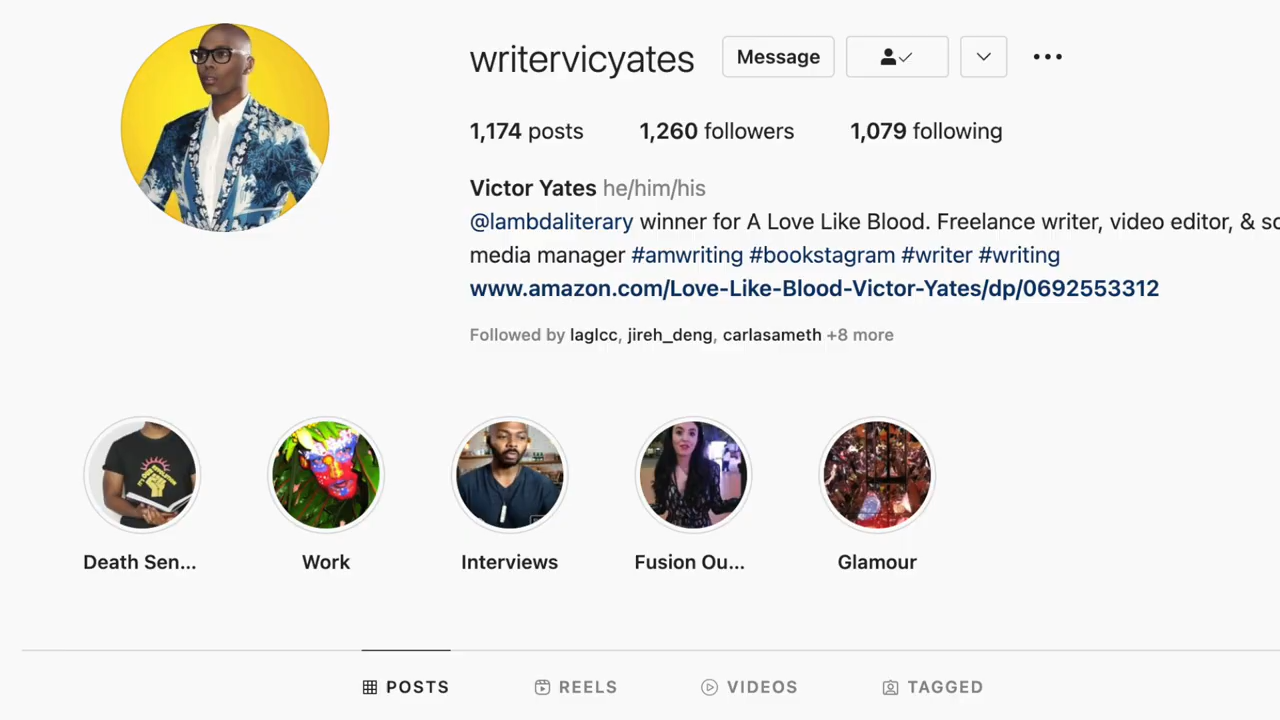 writervicyates Message
1,174 posts 1,260 followers 1,079 following
Victor Yates he/him/his
@lambdaliterary winner for A Love Like Blood. Freelance writer, video editor, &
media manager #amwriting #bookstagram #writer #writing
www.amazon.com/Love-Like-Blood-Victor-Yates/dp/0692553312
Followed by laglcc, jireh_deng, carlasameth +8 more
Death Sen... Work Interviews Fusion Ou... Glamour
POSTS REELS VIDEOS TAGGED